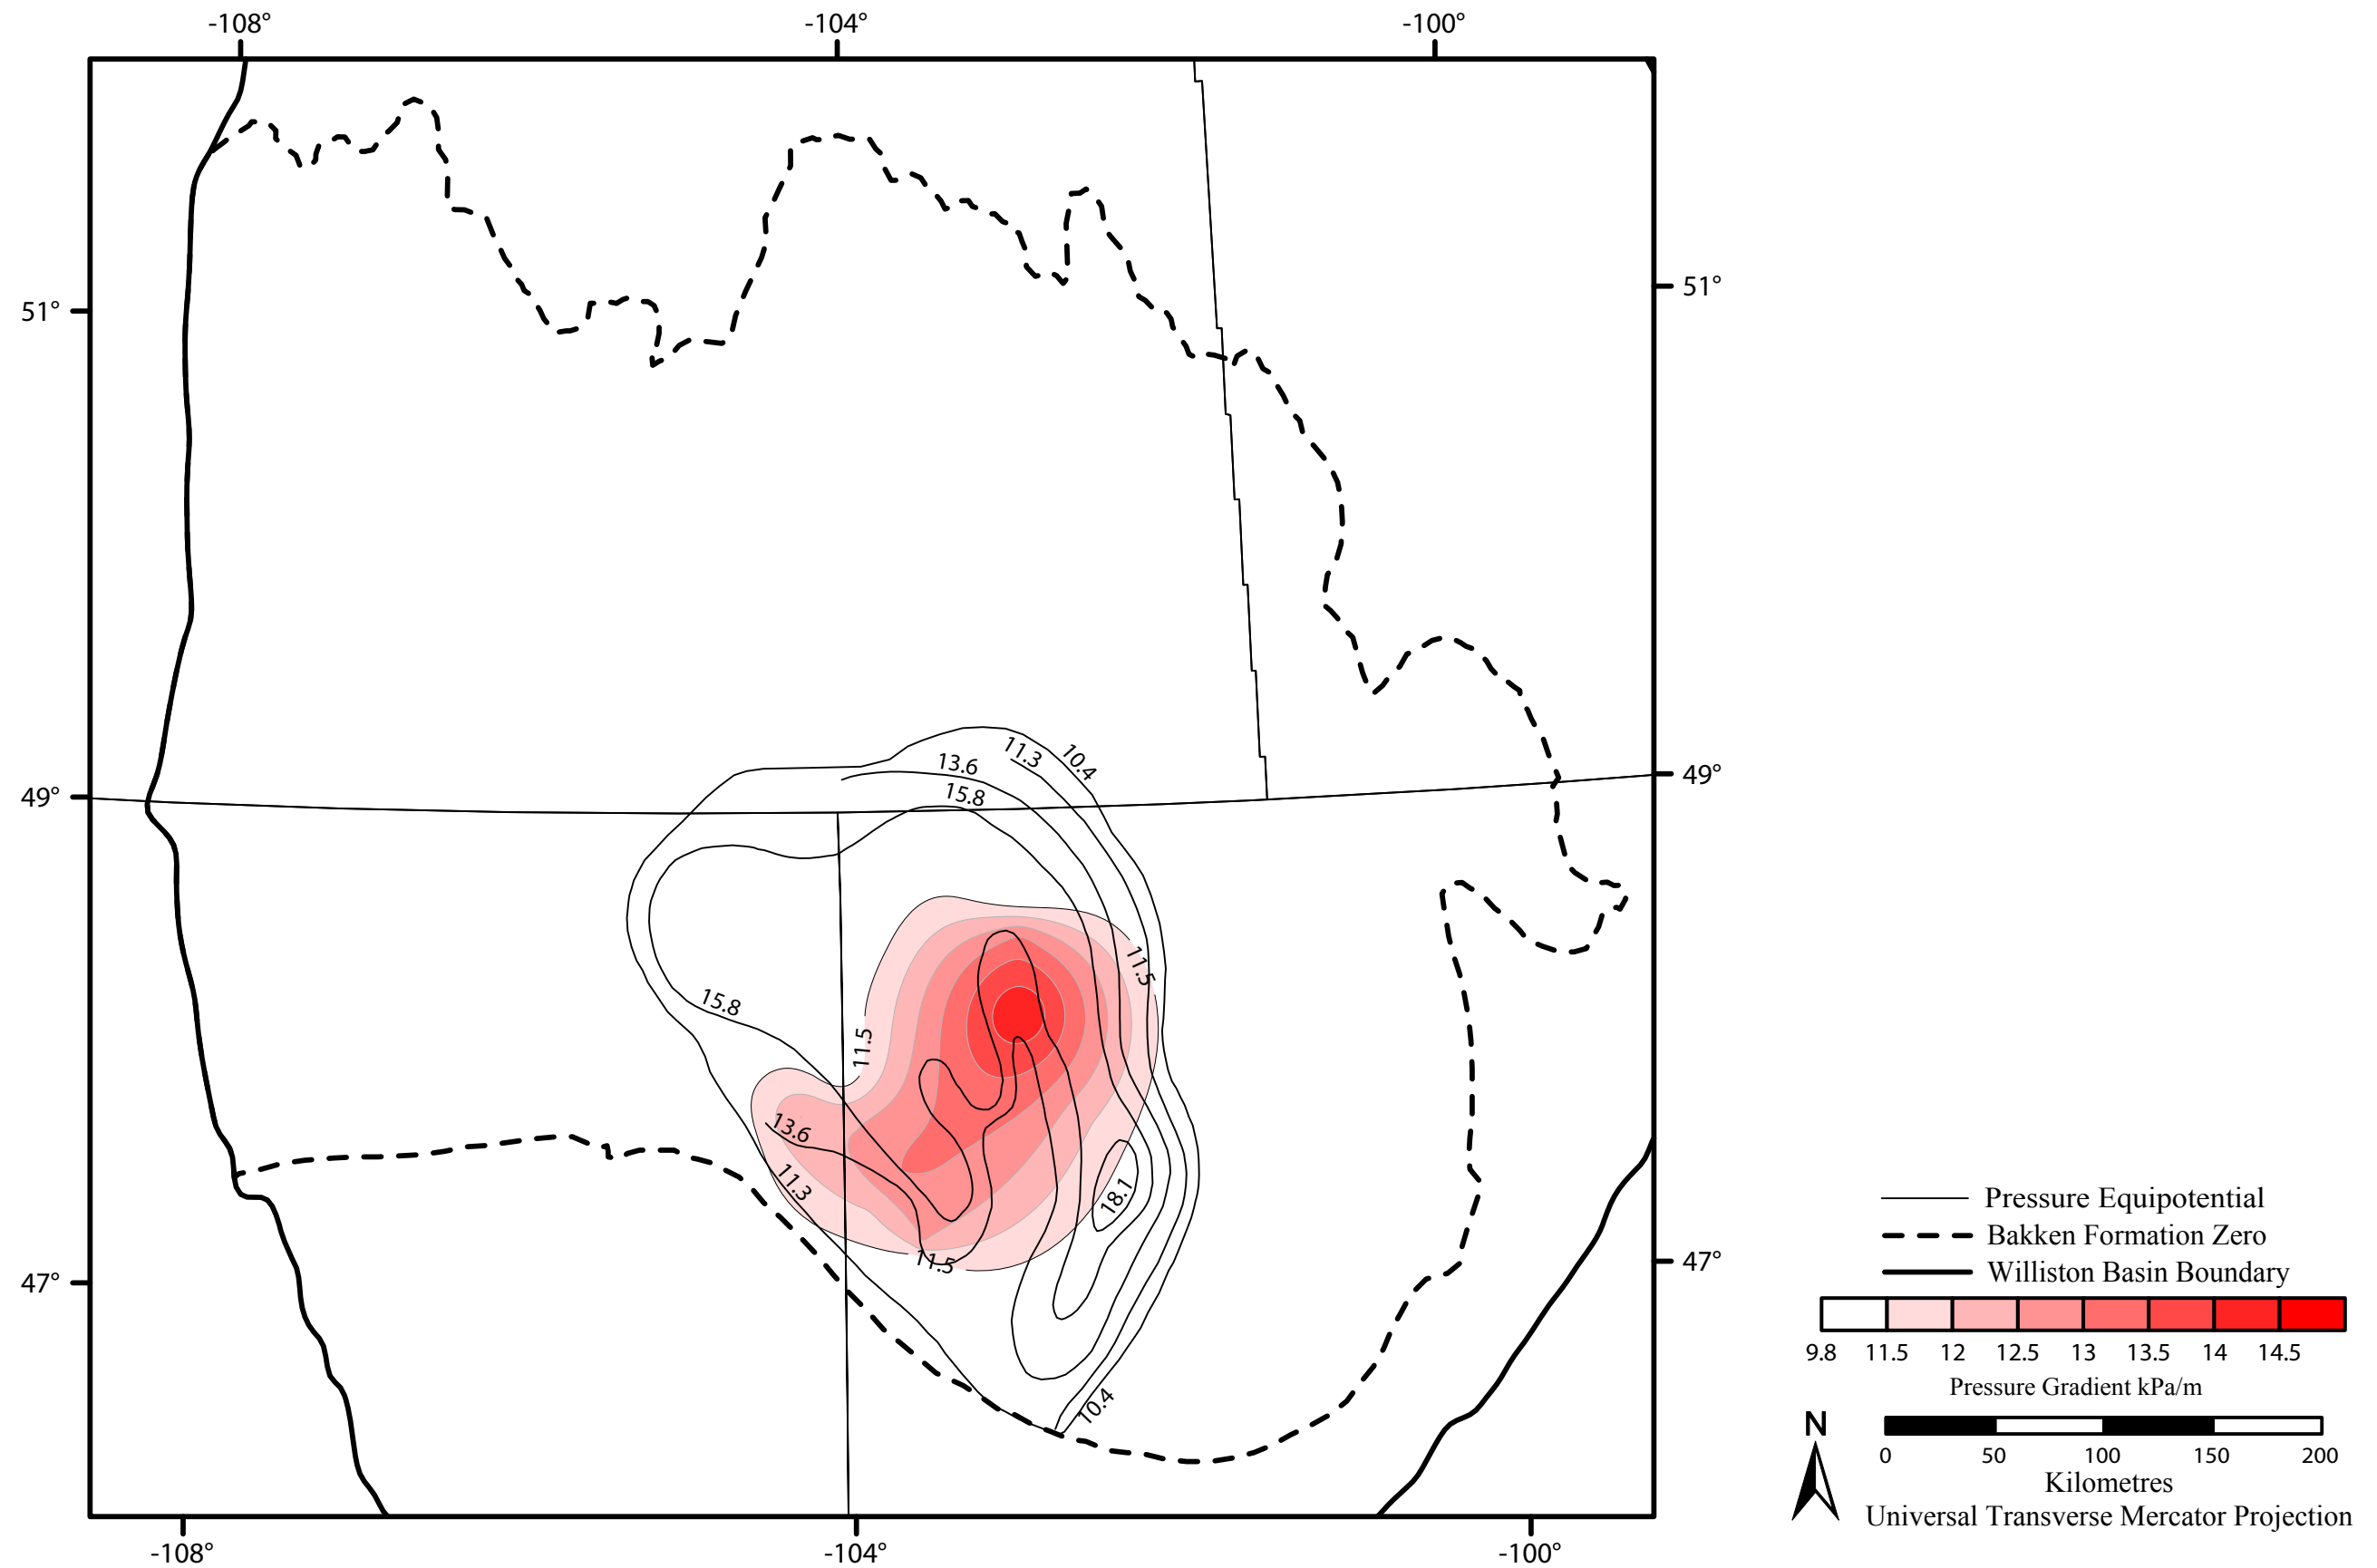 -108°
-104°
-100°
51°
51°
49°
49°
47°
47°
-108°
-104°
-100°
10.4
11.3
13.6
15.8
11.5
15.8
11.5
13.6
11.3
18.1
11.5
10.4
Pressure Equipotential
Bakken Formation Zero
Williston Basin Boundary
9.8 11.5 12 12.5 13 13.5 14 14.5
Pressure Gradient kPa/m
N
0 50 100 150 200
Kilometres
Universal Transverse Mercator Projection